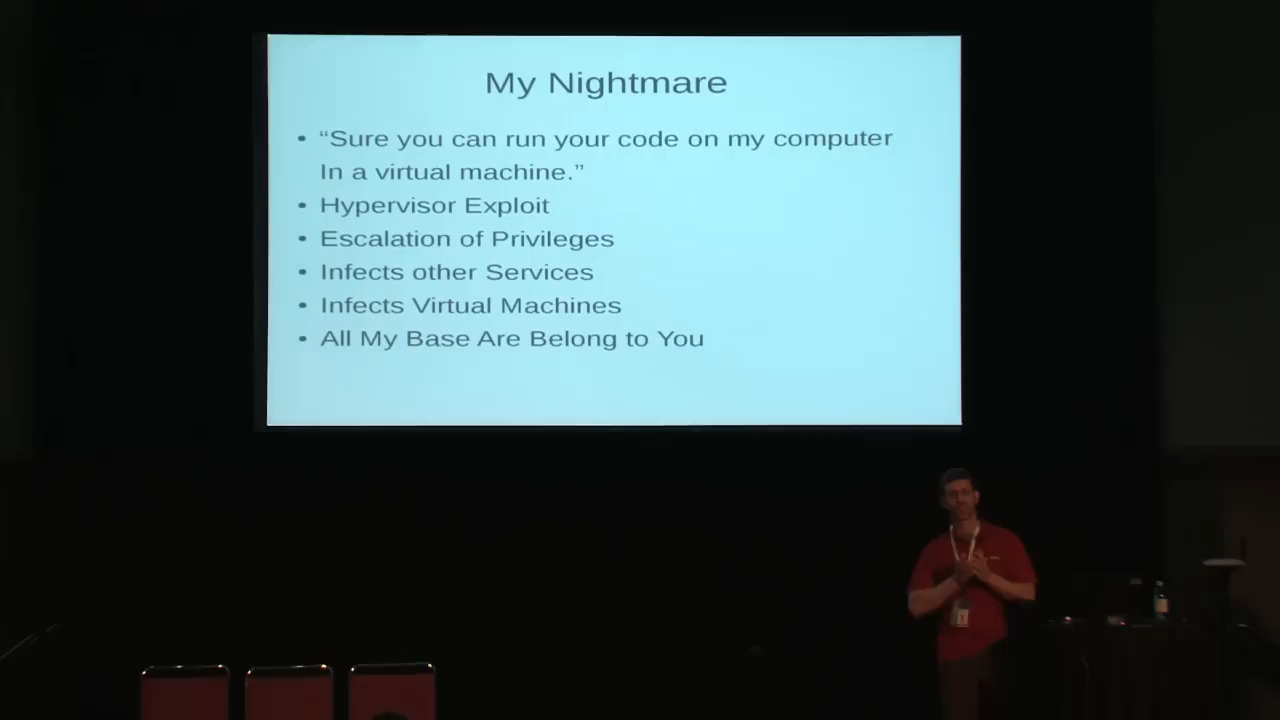 My Nightmare
• “Sure you can run your code on my computer
In a virtual machine.”
• Hypervisor Exploit
• Escalation of Privileges
• Infects other Services
• Infects Virtual Machines
• All My Base Are Belong to You